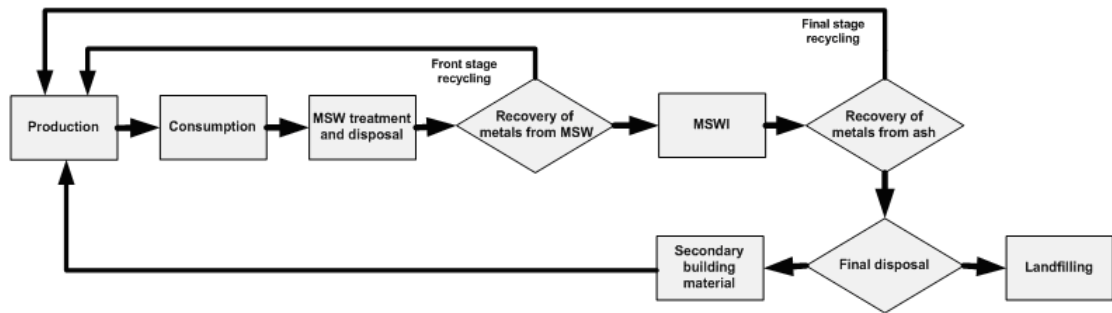 Final stage
recycling
Front stage
recycling
Production
Consumption
MSW treatment
and disposal
Recovery of
metals from MSW
MSWI
Recovery of
metals from ash
Secondary
building
material
Final disposal
Landfilling